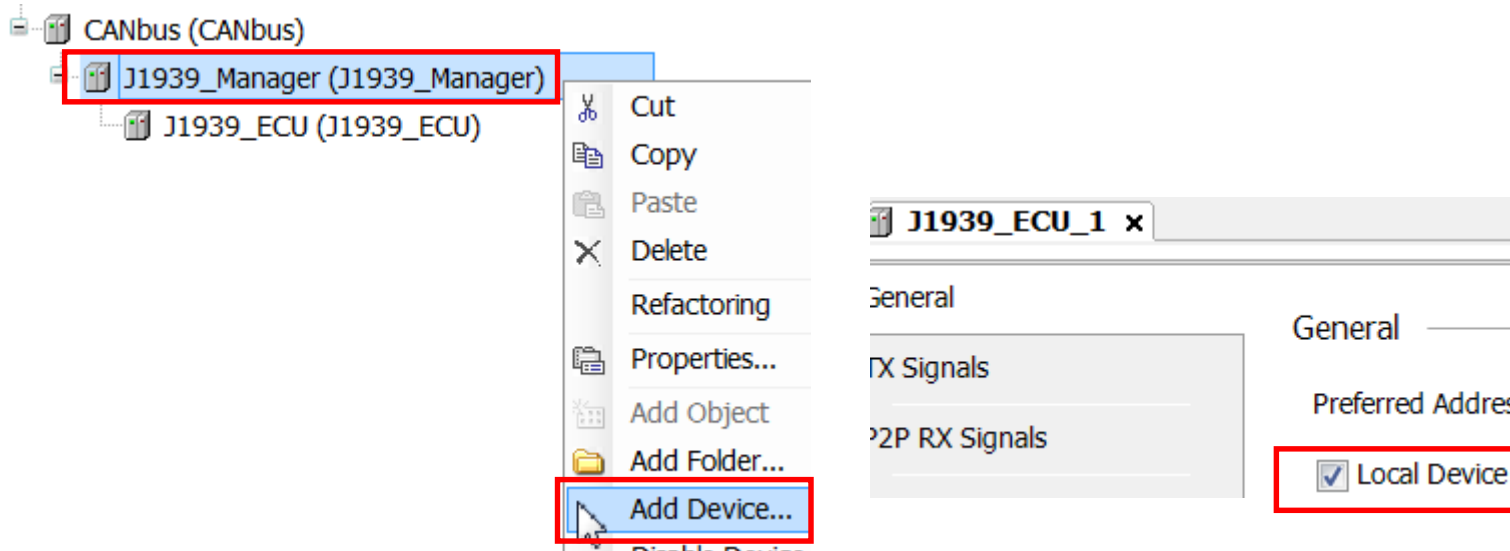 CANbus (CANbus)
J1939_Manager (J1939_Manager)
J1939_ECU (J1939_ECU)
Cut
Copy
Paste
Delete
Refactoring
Properties...
Add Object
Add Folder...
Add Device...
J1939_ECU_1
General
TX Signals
P2P RX Signals
General
Preferred Addres
Local Device